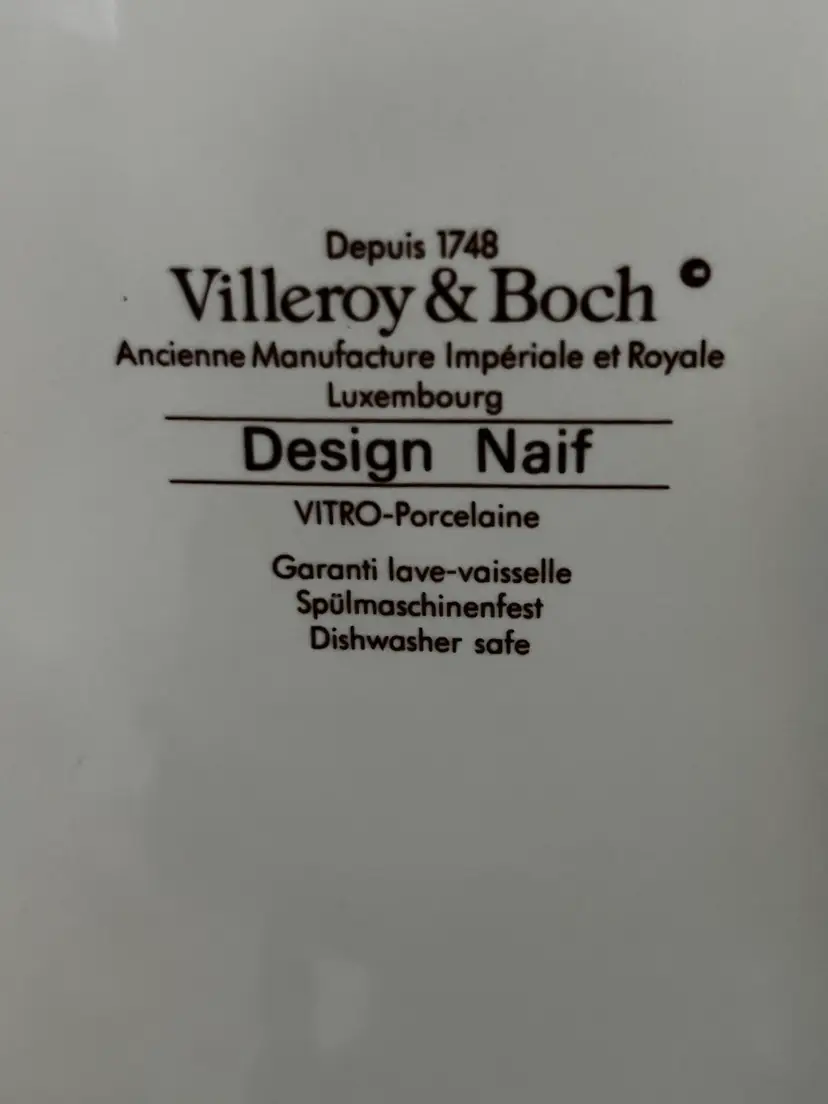 Depuis 1748
Villeroy & Boch ©
Ancienne Manufacture Impériale et Royale
Luxembourg
Design Naif
VITRO-Porcelaine
Garanti lave-vaisselle
Spülmaschinenfest
Dishwasher safe